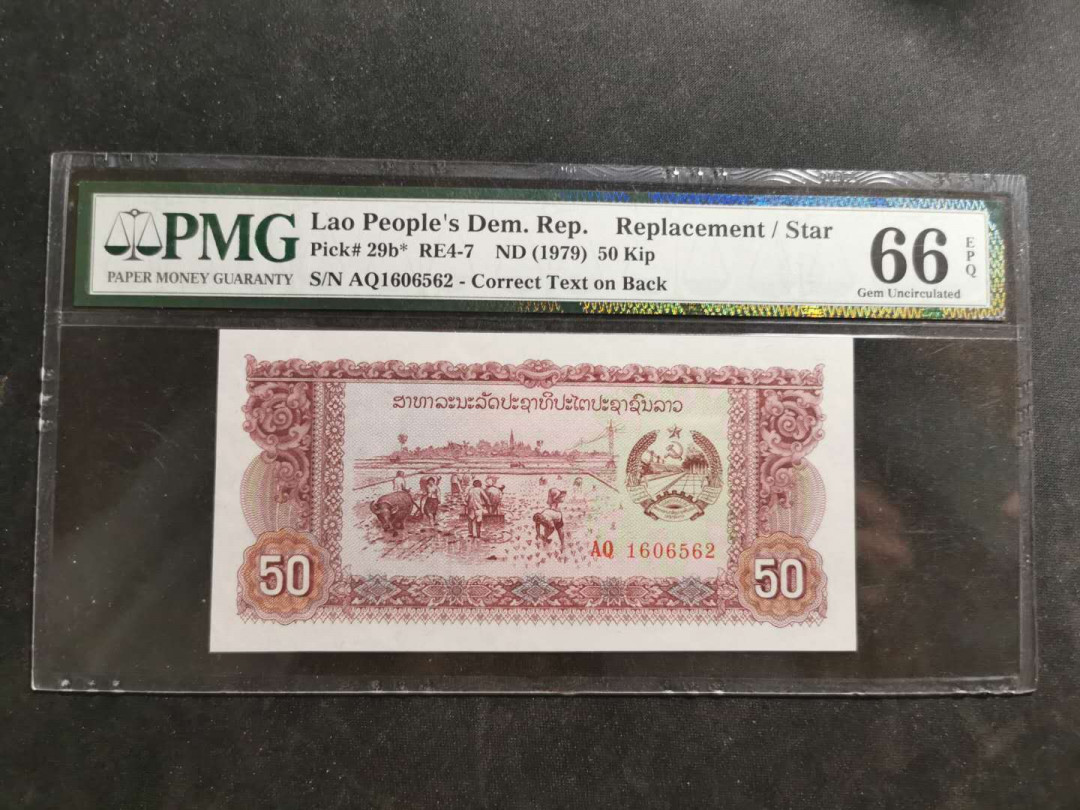 PMG
PAPER MONEY GUARANTY
Lao People's Dem. Rep. Replacement / Star
Pick# 29b* RE4-7 ND (1979) 50 Kip
S/N AQ1606562 - Correct Text on Back
66
EPQ
Gem Uncirculated
ສາທາລະນະລັດປະຊາທິປະໄຕປະຊາຊົນລາວ
AQ 1606562
50
50